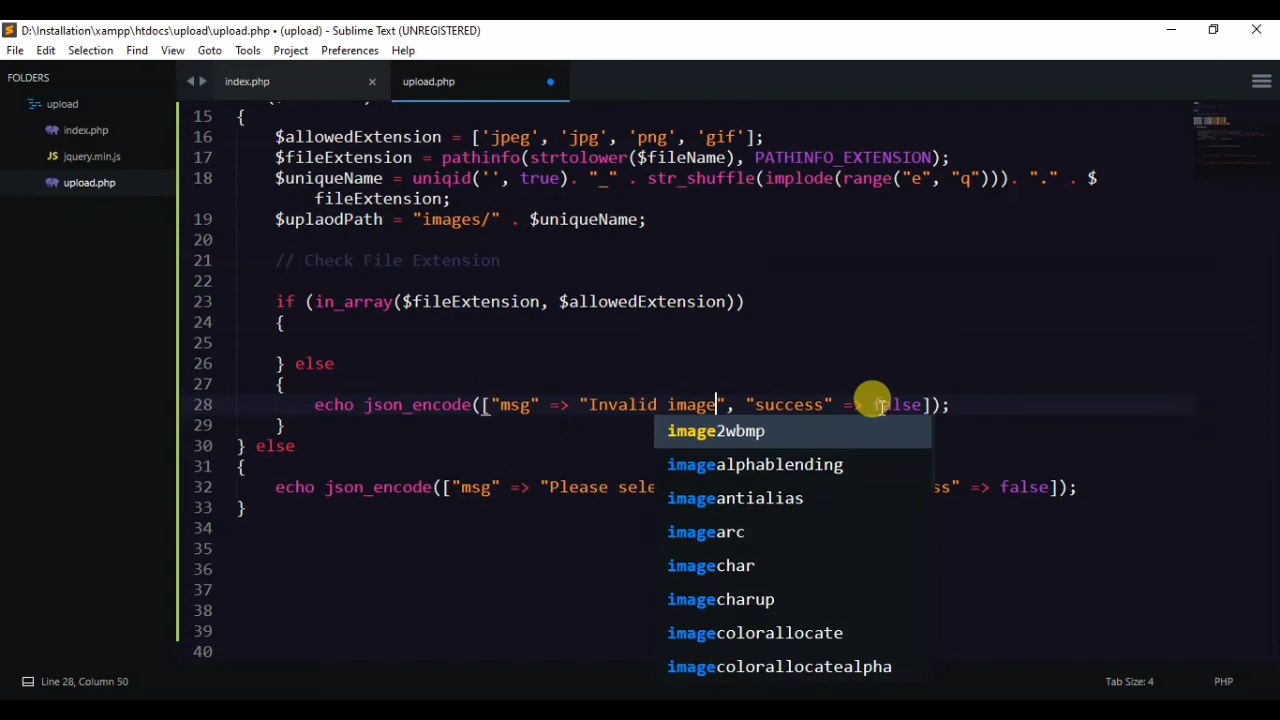 D:\Installation\xampp\htdocs\upload\upload.php • (upload) - Sublime Text (UNREGISTERED)
File Edit Selection Find View Goto Tools Project Preferences Help
FOLDERS
upload
index.php
jquery.min.js
upload.php
index.php × upload.php
15 {
16 $allowedExtension = ['jpeg', 'jpg', 'png', 'gif'];
17 $fileExtension = pathinfo(strtolower($fileName), PATHINFO_EXTENSION);
18 $uniqueName = uniqid('', true). "_" . str_shuffle(implode(range("e", "q"))). "." . $
fileExtension;
19 $uplaodPath = "images/" . $uniqueName;
20
21 // Check File Extension
22
23 if (in_array($fileExtension, $allowedExtension))
24 {
25
26 } else
27 {
28 echo json_encode(["msg" => "Invalid image", "success" => false]);
29 }
30 } else
31 {
32 echo json_encode(["msg" => "Please sele ss" => false]);
33 }
34
35
36
37
38
39
40
image2wbmp
imagealphablending
imageantialias
imagearc
imagechar
imagecharup
imagecolorallocate
imagecolorallocatealpha
Line 28, Column 50
Tab Size: 4
PHP